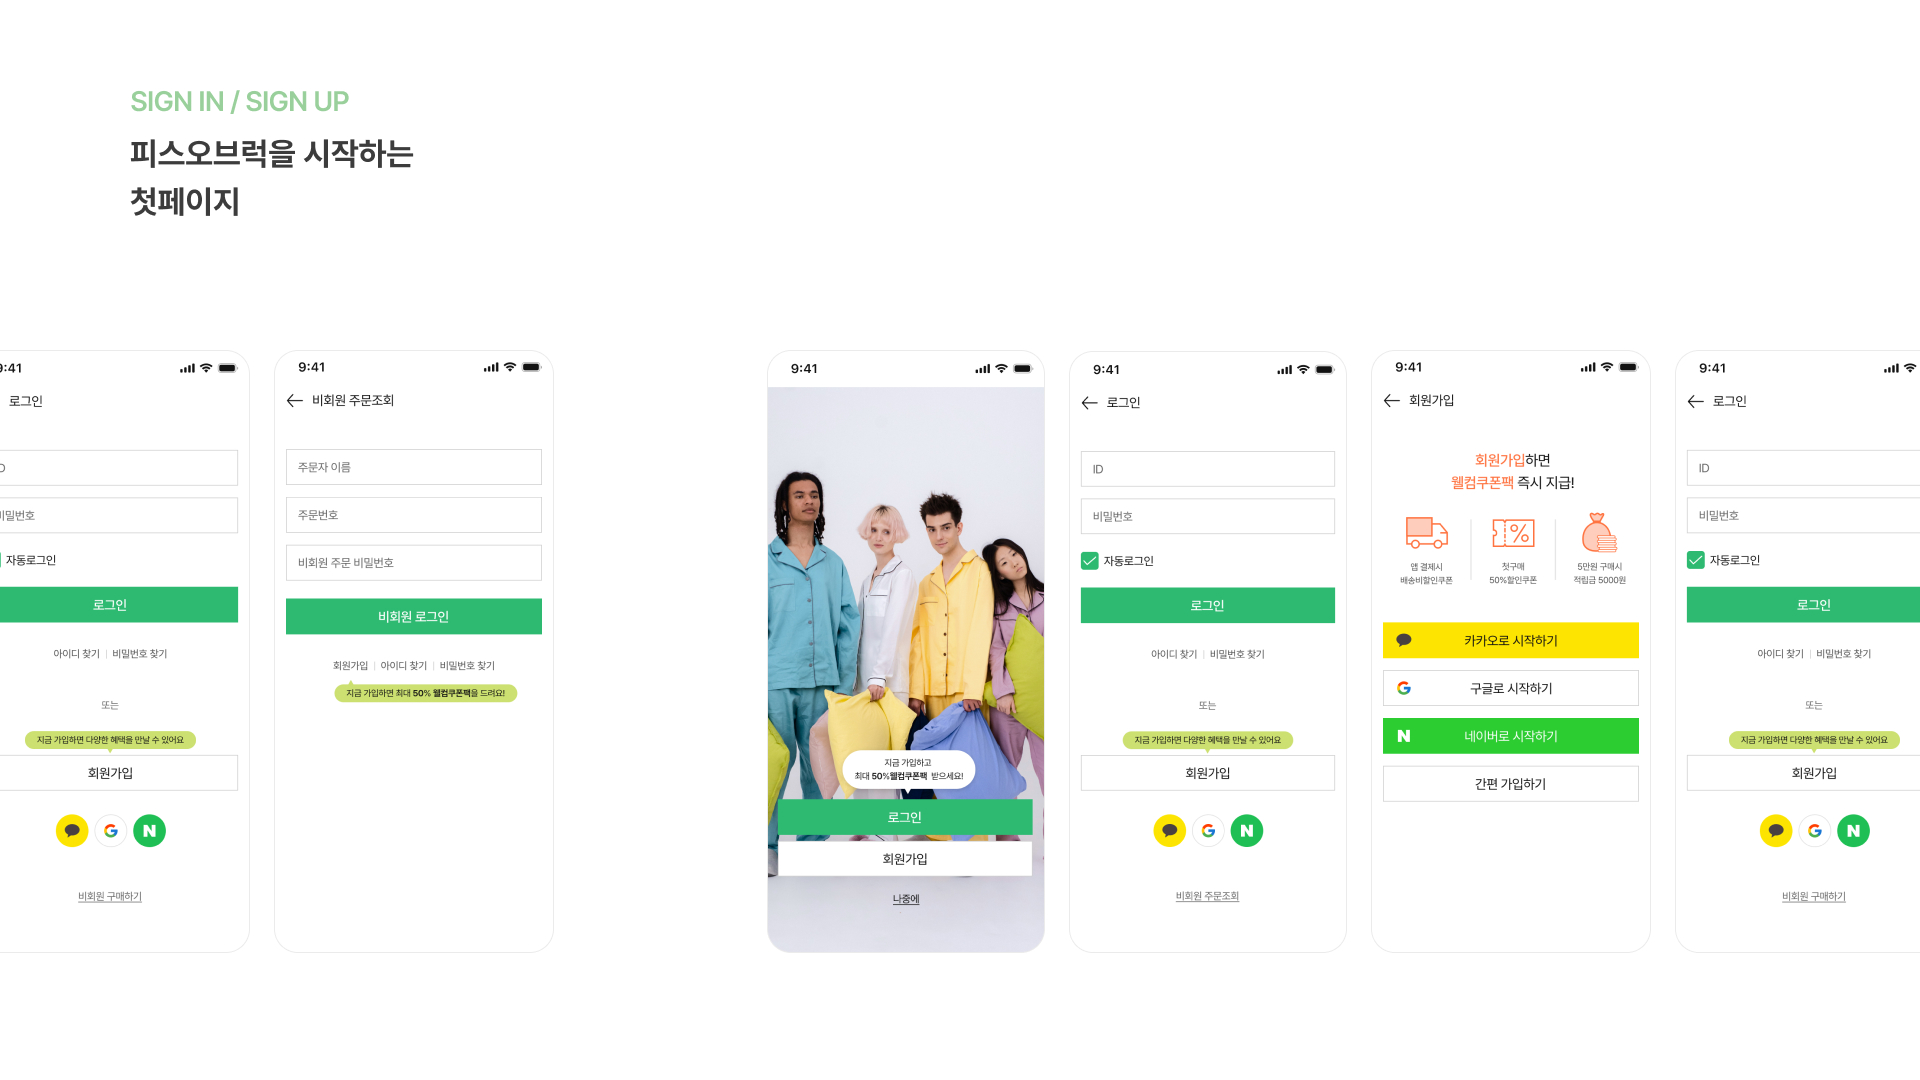 SIGN IN / SIGN UP
피스오브럭을 시작하는
첫페이지
9:41
로그인
비밀번호
자동로그인
로그인
아이디 찾기 | 비밀번호 찾기
또는
지금 가입하면 다양한 혜택을 만날 수 있어요
회원가입
N
비회원 구매하기
9:41
비회원 주문조회
주문자 이름
주문번호
비회원 주문 비밀번호
비회원 로그인
회원가입 | 아이디 찾기 | 비밀번호 찾기
지금 가입하면 최대 50% 웰컴쿠폰팩을 드려요!
9:41
지금 가입하고
최대 50%웰컴쿠폰팩 받으세요!
로그인
회원가입
나중에
9:41
로그인
ID
비밀번호
자동로그인
로그인
아이디 찾기 | 비밀번호 찾기
또는
지금 가입하면 다양한 혜택을 만날 수 있어요
회원가입
G N
비회원 주문조회
9:41
회원가입
회원가입하면
웰컴쿠폰팩 즉시 지급!
앱 결제시
배송비할인쿠폰
첫구매
50%할인쿠폰
5만원 구매시
적립금 5000원
카카오로 시작하기
G 구글로 시작하기
N 네이버로 시작하기
간편 가입하기
9:41
로그인
ID
비밀번호
자동로그인
로그인
아이디 찾기 | 비밀번호 찾기
또는
지금 가입하면 다양한 혜택을 만날 수 있어요
회원가입
G N
비회원 구매하기